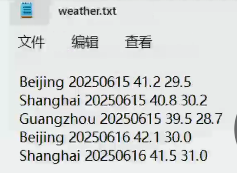 weather.txt
文件 编辑 查看
Beijing 20250615 41.2 29.5
Shanghai 20250615 40.8 30.2
Guangzhou 20250615 39.5 28.7
Beijing 20250616 42.1 30.0
Shanghai 20250616 41.5 31.0